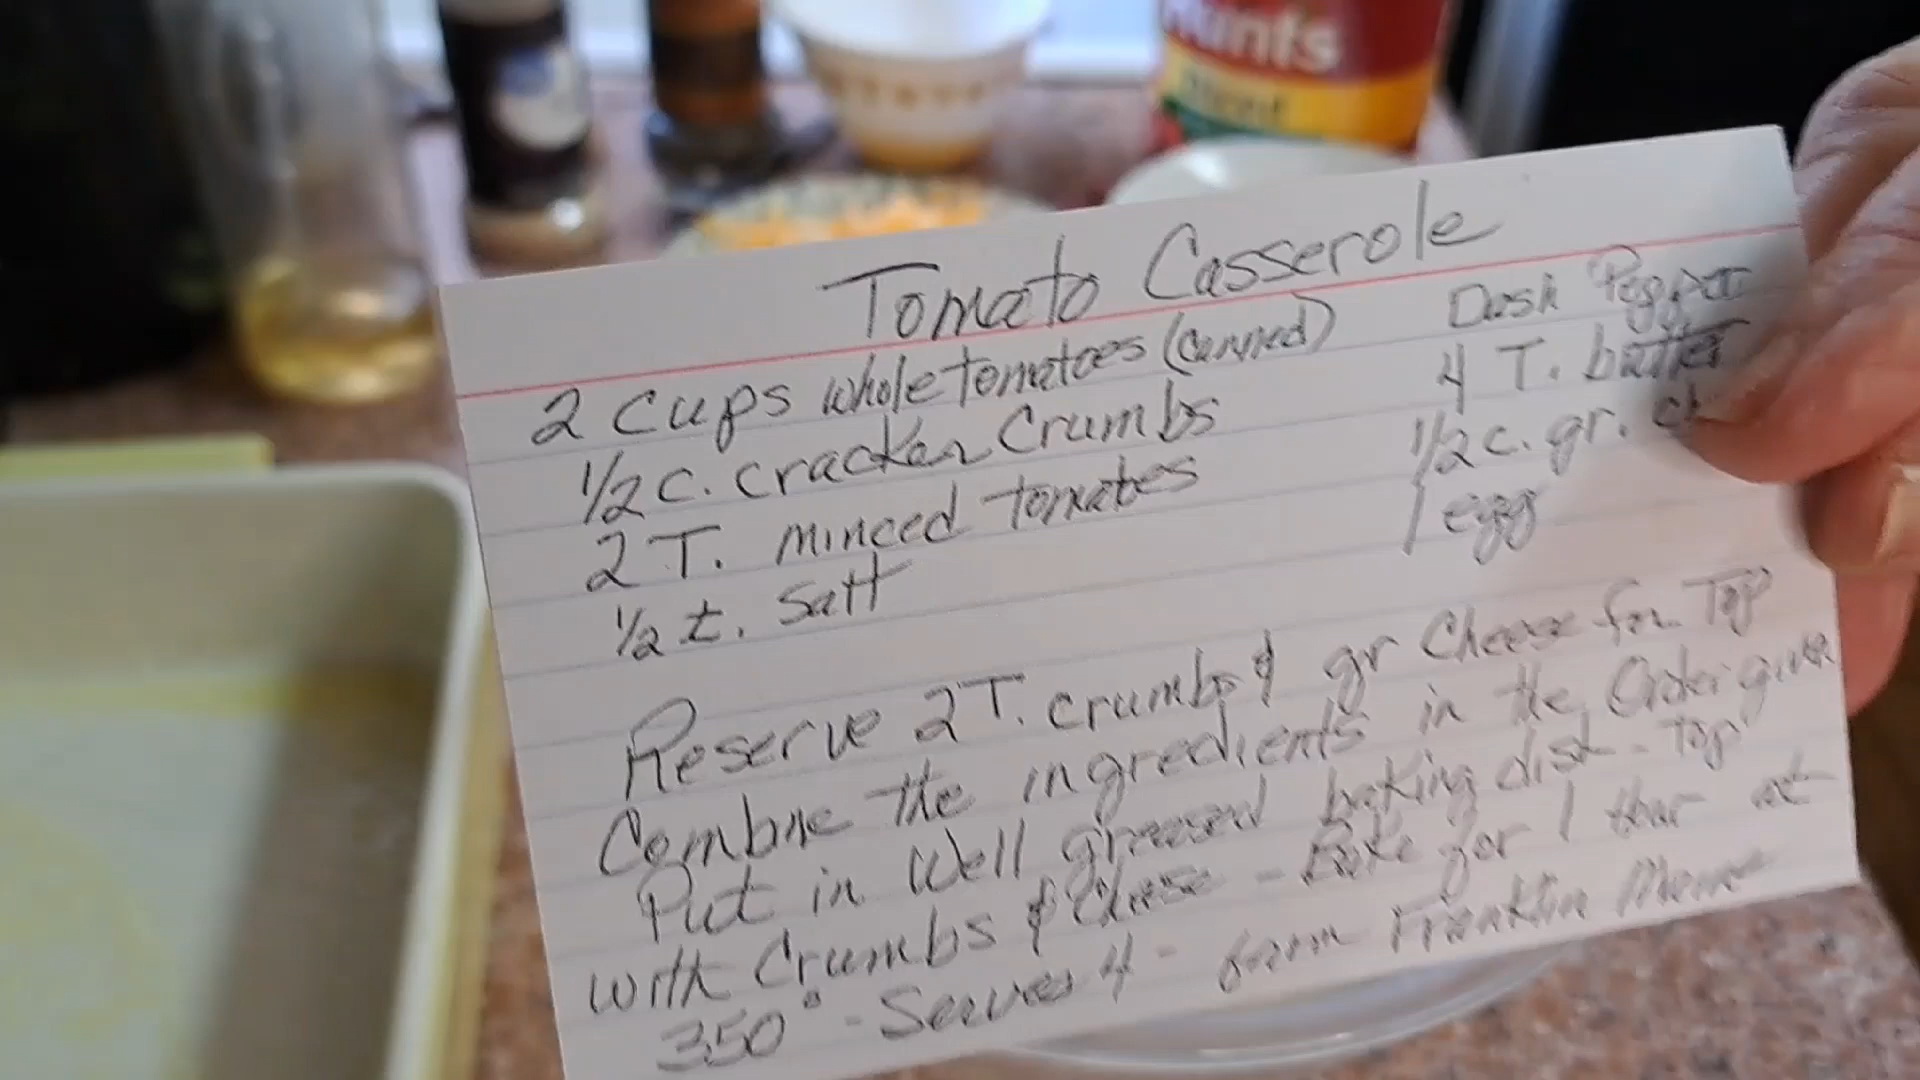 Hunt's
Tomato Casserole
2 Cups whole tomatoes (canned)
1/2 c. cracker Crumbs
2 T. minced tomatoes
1/2 t. Salt
Dash Pepper
4 T. butter
1/2 c. gr. ch
1 egg
Reserve 2 T. crumbs & gr Cheese for Top
Combine the ingredients in the Order given
Put in Well greased baking dish - Top
with Crumbs & Cheese - Bake for 1 hour at
350° - Serves 4 - from Franklin